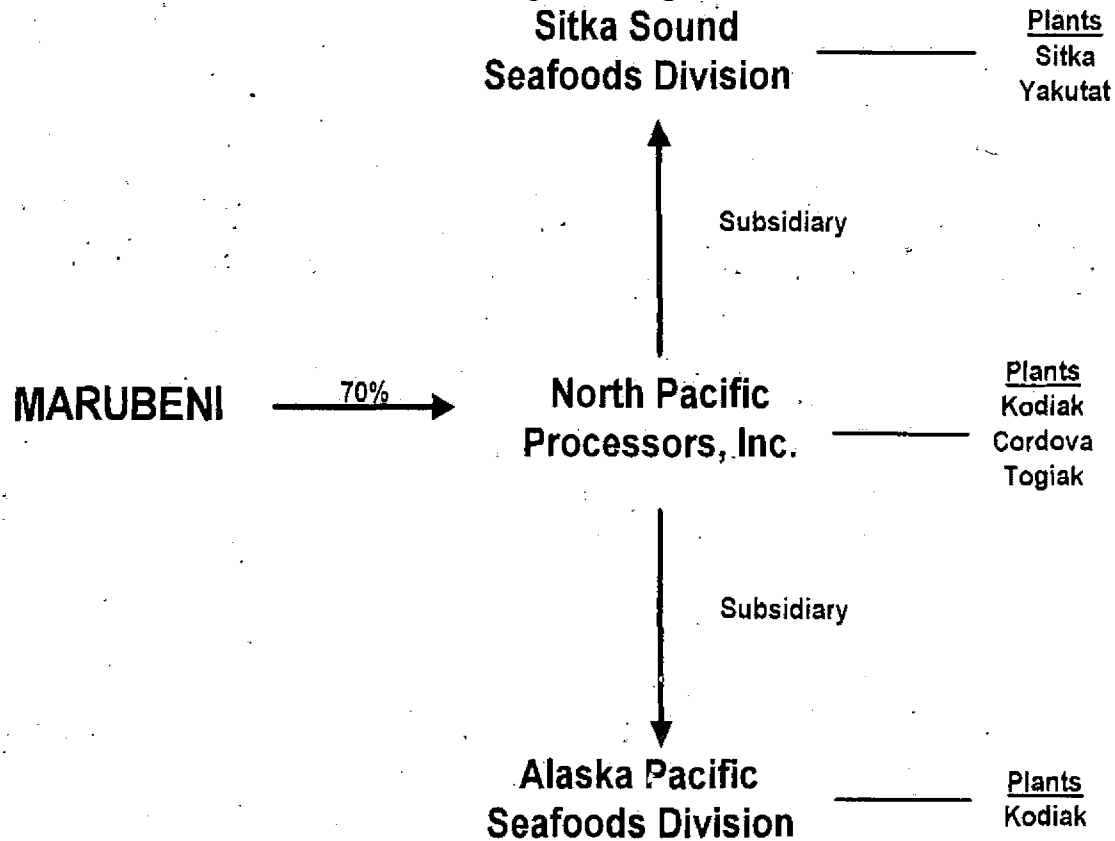 Sitka Sound
Seafoods Division
Plants
Sitka
Yakutat
Subsidiary
MARUBENI
70%
North Pacific
Processors, Inc.
Plants
Kodiak
Cordova
Togiak
Subsidiary
Alaska Pacific
Seafoods Division
Plants
Kodiak